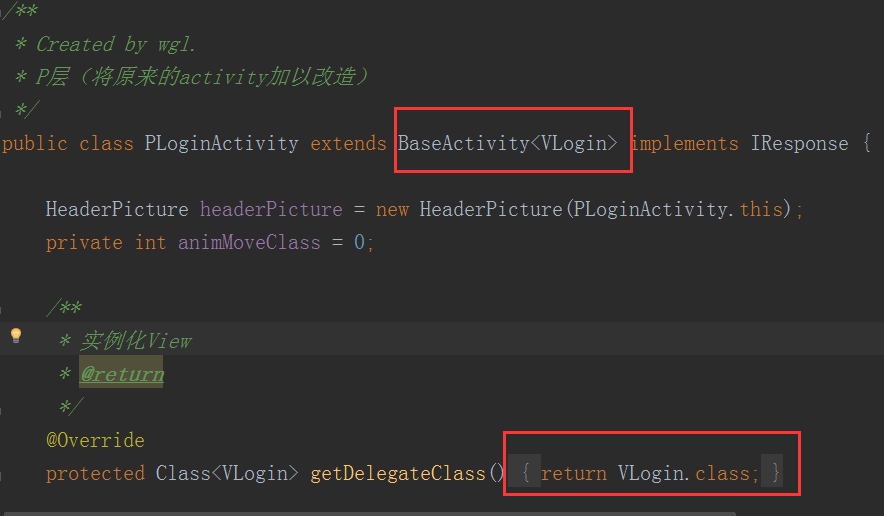 /**
* Created by wgl.
* P层（将原来的activity加以改造）
*/
public class PLoginActivity extends BaseActivity<VLogin> implements IResponse {
HeaderPicture headerPicture = new HeaderPicture(PLoginActivity.this);
private int animMoveClass = 0;
/**
* 实例化View
* @return
*/
@Override
protected Class<VLogin> getDelegateClass() { return VLogin.class; }